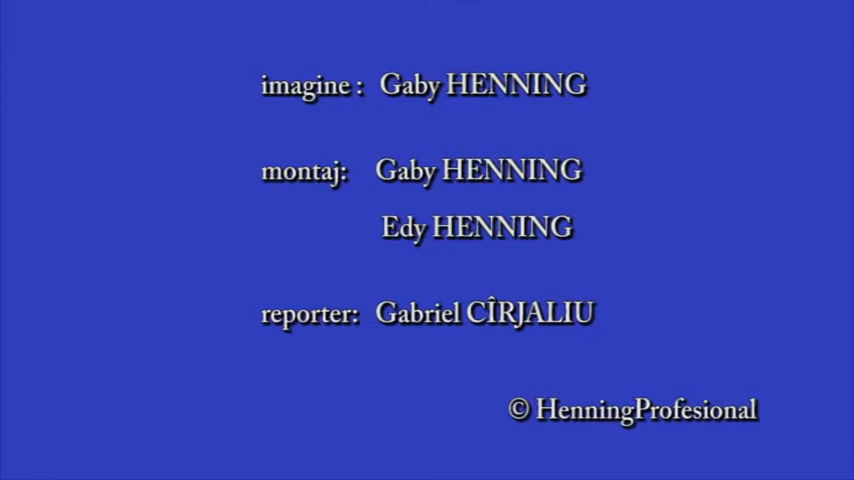 imagine : Gaby HENNING
montaj: Gaby HENNING
Edy HENNING
reporter: Gabriel CÎRJALIU
© HenningProfesional